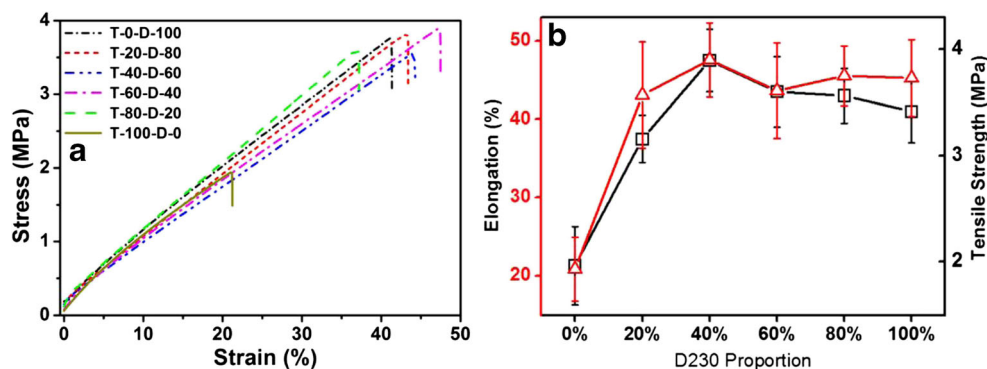 a
T-0-D-100
T-20-D-80
T-40-D-60
T-60-D-40
T-80-D-20
T-100-D-0
Stress (MPa)
4
3
2
1
0
0 10 20 30 40 50
Strain (%)
b
Elongation (%)
50
40
30
20
Tensile Strength (MPa)
4
3
2
0% 20% 40% 60% 80% 100%
D230 Proportion